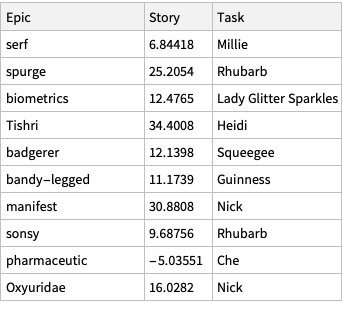 Epic Story Task
serf 6.84418 Millie
spurge 25.2054 Rhubarb
biometrics 12.4765 Lady Glitter Sparkles
Tishri 34.4008 Heidi
badgerer 12.1398 Squeegee
bandy–legged 11.1739 Guinness
manifest 30.8808 Nick
sonsy 9.68756 Rhubarb
pharmaceutic −5.03551 Che
Oxyuridae 16.0282 Nick